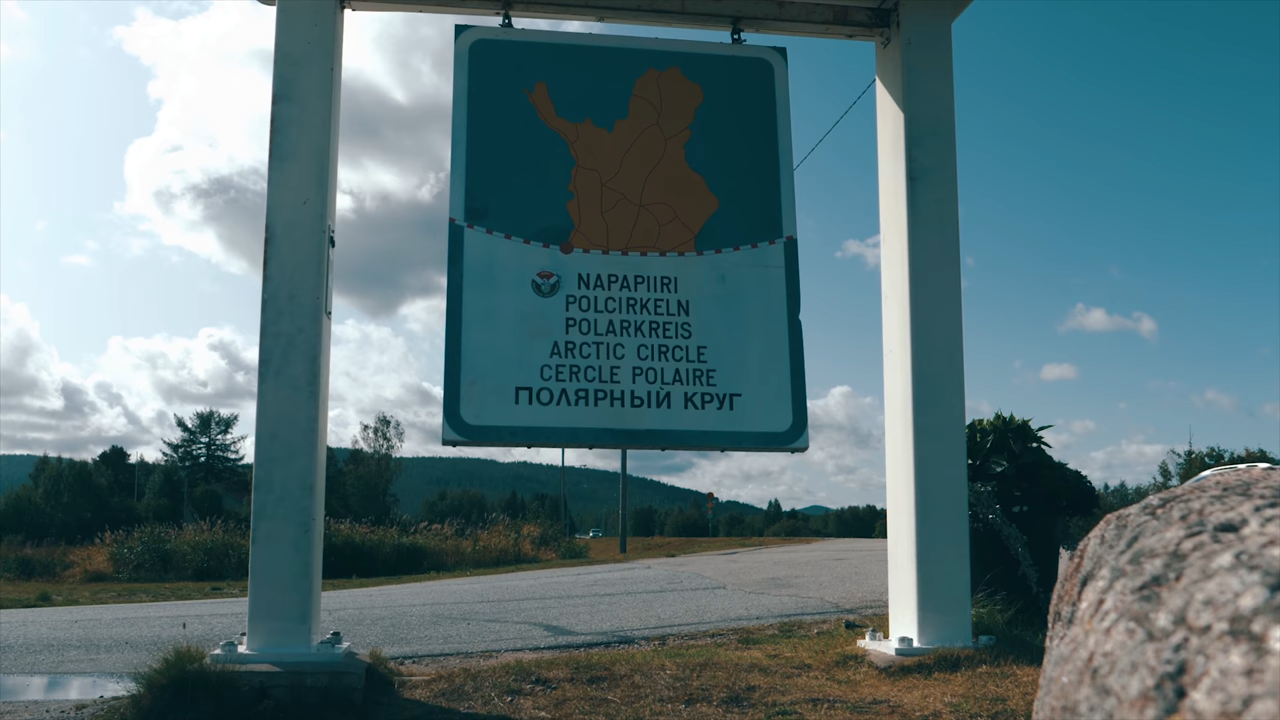 NAPAPIIRI
POLCIRKELN
POLARKREIS
ARCTIC CIRCLE
CERCLE POLAIRE
ПОЛЯРНЫЙ КРУГ